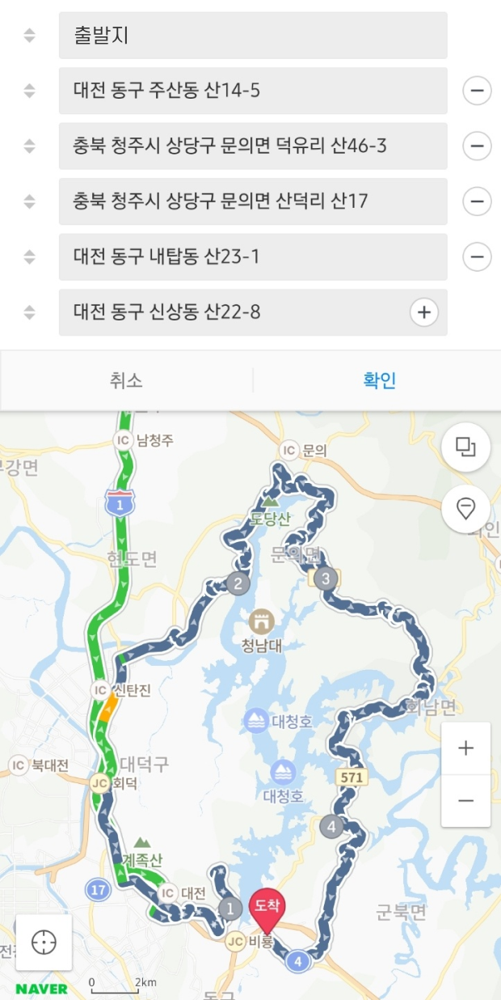 출발지
대전 동구 주산동 산14-5
충북 청주시 상당구 문의면 덕유리 산46-3
충북 청주시 상당구 문의면 산덕리 산17
대전 동구 내탑동 산23-1
대전 동구 신상동 산22-8
취소
확인
IC 남청주
IC 문의
1
도당산
현도면
문의면
2
3
청남대
IC 신탄진
회남면
대청호
IC 북대전
대덕구
JC 회덕
571
대청호
4
계족산
17
IC 대전
1
도착
군북면
JC 비룡
4
NAVER
0
2km
동구